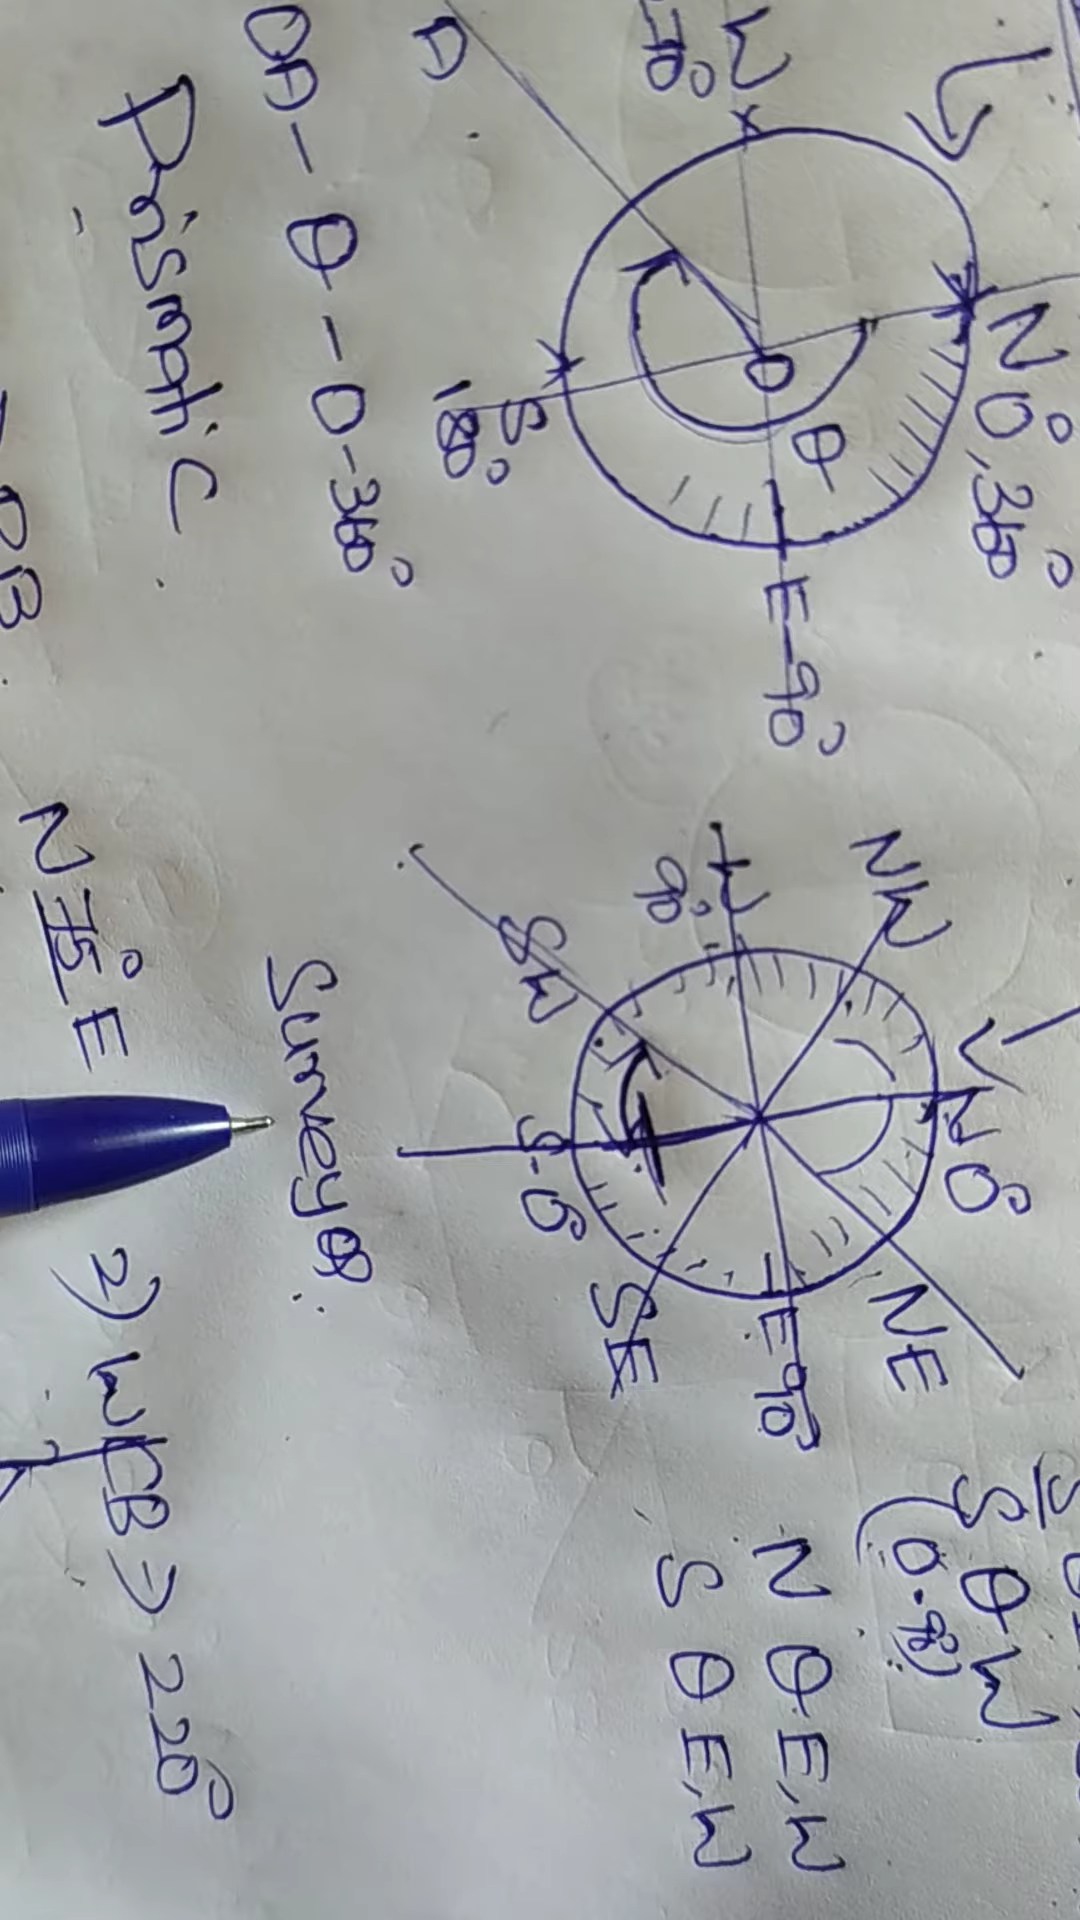 W
270°
N 0°, 360°
A
O
θ
E-90°
S°
180°
OA - θ - 0-360°
Prismatic
NW
N 0°
NE
90°
E 90°
SW
S-0°
SE
Surveyor
S θ W
(0-90°)
N θ E,W
S θ E,W
N 75° E
2) WCB → 220°